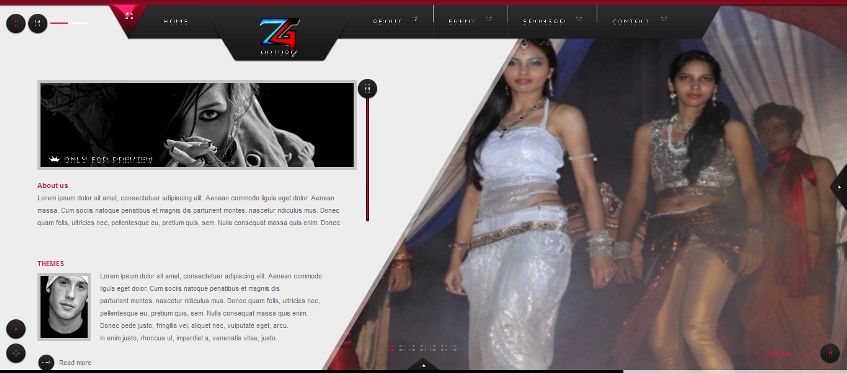 HOME
ABOUT
EVENT
SPONSOR
CONTACT
ONLY FOR PREVIEW
About us
Lorem ipsum dolor sit amet, consectetuer adipiscing elit. Aenean commodo ligula eget dolor. Aenean
massa. Cum sociis natoque penatibus et magnis dis parturient montes, nascetur ridiculus mus. Donec
quam felis, ultricies nec, pellentesque eu, pretium quis, sem. Nulla consequat massa quis enim. Donec
THEMES
Lorem ipsum dolor sit amet, consectetuer adipiscing elit. Aenean commodo
ligula eget dolor. Cum sociis natoque penatibus et magnis dis
parturient montes, nascetur ridiculus mus. Donec quam felis, ultricies nec,
pellentesque eu, pretium quis, sem. Nulla consequat massa quis enim.
Donec pede justo, fringilla vel, aliquet nec, vulputate eget, arcu.
In enim justo, rhoncus ut, imperdiet a, venenatis vitae, justo.
Read more